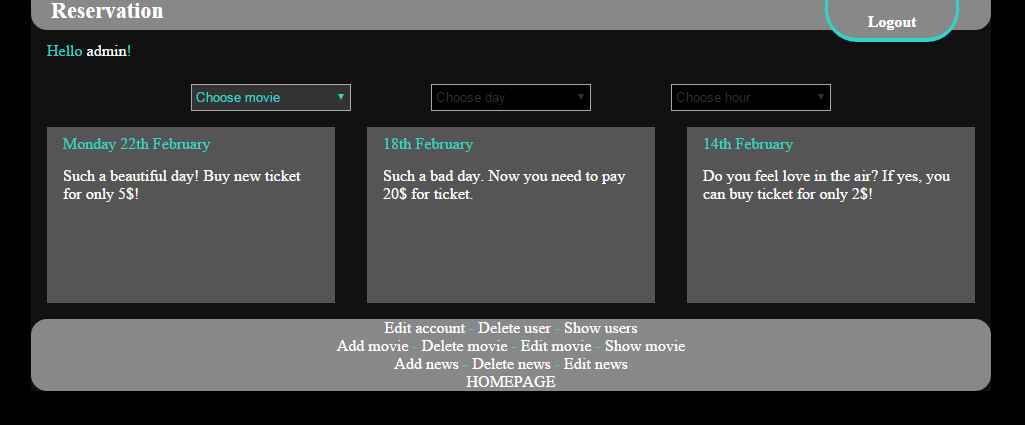 Reservation
Logout
Hello admin!
Choose movie
Choose day
Choose hour
Monday 22th February
Such a beautiful day! Buy new ticket
for only 5$!
18th February
Such a bad day. Now you need to pay
20$ for ticket.
14th February
Do you feel love in the air? If yes, you
can buy ticket for only 2$!
Edit account - Delete user - Show users
Add movie - Delete movie - Edit movie - Show movie
Add news - Delete news - Edit news
HOMEPAGE